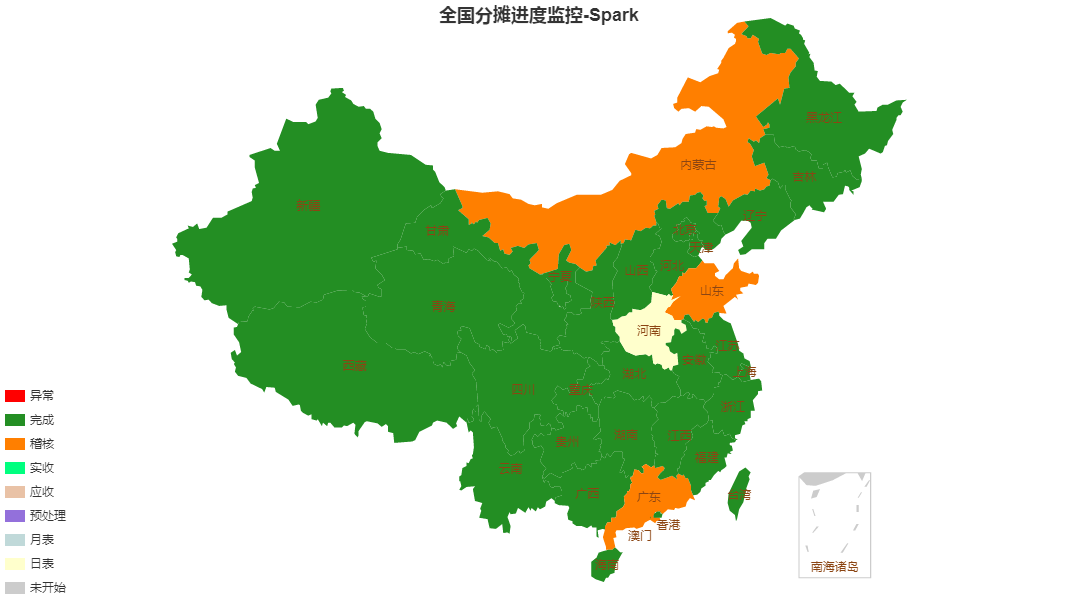 全国分摊进度监控-Spark
黑龙江
内蒙古
吉林
新疆
辽宁
甘肃
北京
天津
河北
山西
宁夏
山东
陕西
青海
河南
江苏
安徽
西藏
上海
湖北
四川
重庆
浙江
湖南
江西
贵州
福建
云南
广西
广东
台湾
香港
澳门
海南
南海诸岛
异常
完成
稽核
实收
应收
预处理
月表
日表
未开始